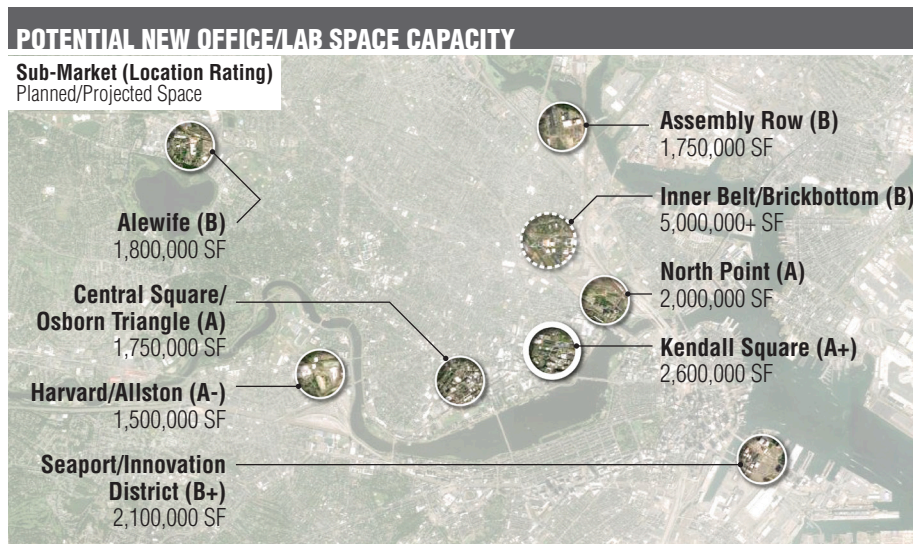 POTENTIAL NEW OFFICE/LAB SPACE CAPACITY
Sub-Market (Location Rating)
Planned/Projected Space
Assembly Row (B)
1,750,000 SF
Inner Belt/Brickbottom (B)
5,000,000+ SF
Alewife (B)
1,800,000 SF
North Point (A)
2,000,000 SF
Central Square/
Osborn Triangle (A)
1,750,000 SF
Kendall Square (A+)
2,600,000 SF
Harvard/Allston (A-)
1,500,000 SF
Seaport/Innovation
District (B+)
2,100,000 SF